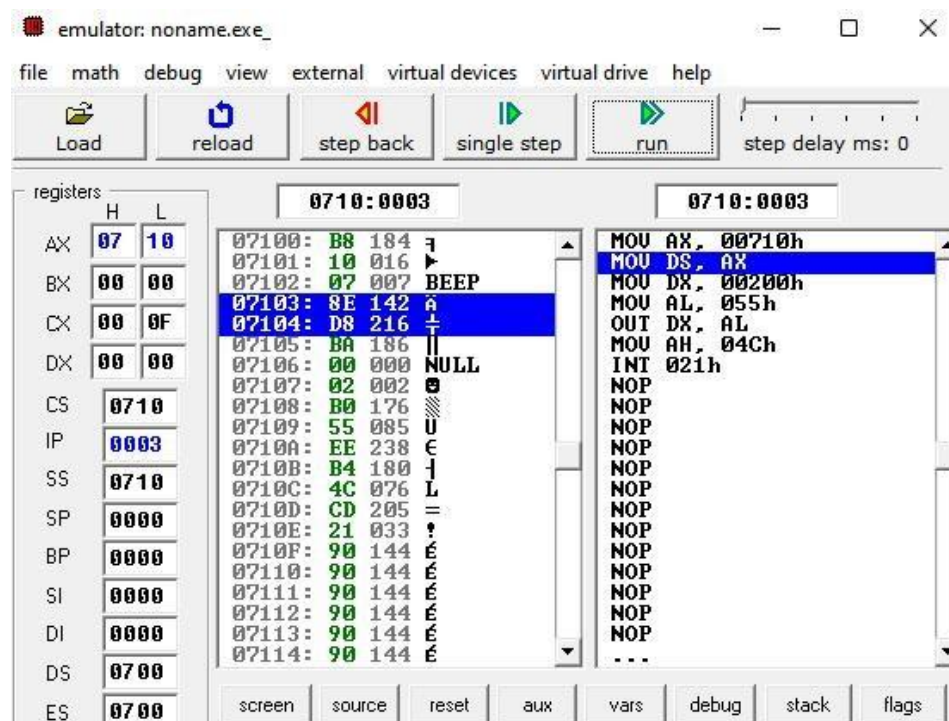 emulator: noname.exe_
file math debug view external virtual devices virtual drive help
Load reload step back single step run step delay ms: 0
registers
H L
0710:0003 0710:0003
AX 07 10
BX 00 00
CX 00 0F
DX 00 00
CS 0710
IP 0003
SS 0710
SP 0000
BP 0000
SI 0000
DI 0000
DS 0700
ES 0700
07100: B8 184 ╕
07101: 10 016 ►
07102: 07 007 BEEP
07103: 8E 142 Ä
07104: D8 216 ╪
07105: BA 186 ║
07106: 00 000 NULL
07107: 02 002 ☻
07108: B0 176 ░
07109: 55 085 U
0710A: EE 238 ε
0710B: B4 180 ┤
0710C: 4C 076 L
0710D: CD 205 ═
0710E: 21 033 !
0710F: 90 144 É
07110: 90 144 É
07111: 90 144 É
07112: 90 144 É
07113: 90 144 É
07114: 90 144 É
MOV AX, 00710h
MOV DS, AX
MOV DX, 00200h
MOV AL, 055h
OUT DX, AL
MOV AH, 04Ch
INT 021h
NOP
NOP
NOP
NOP
NOP
NOP
NOP
NOP
NOP
NOP
NOP
NOP
NOP
...
screen source reset aux vars debug stack flags